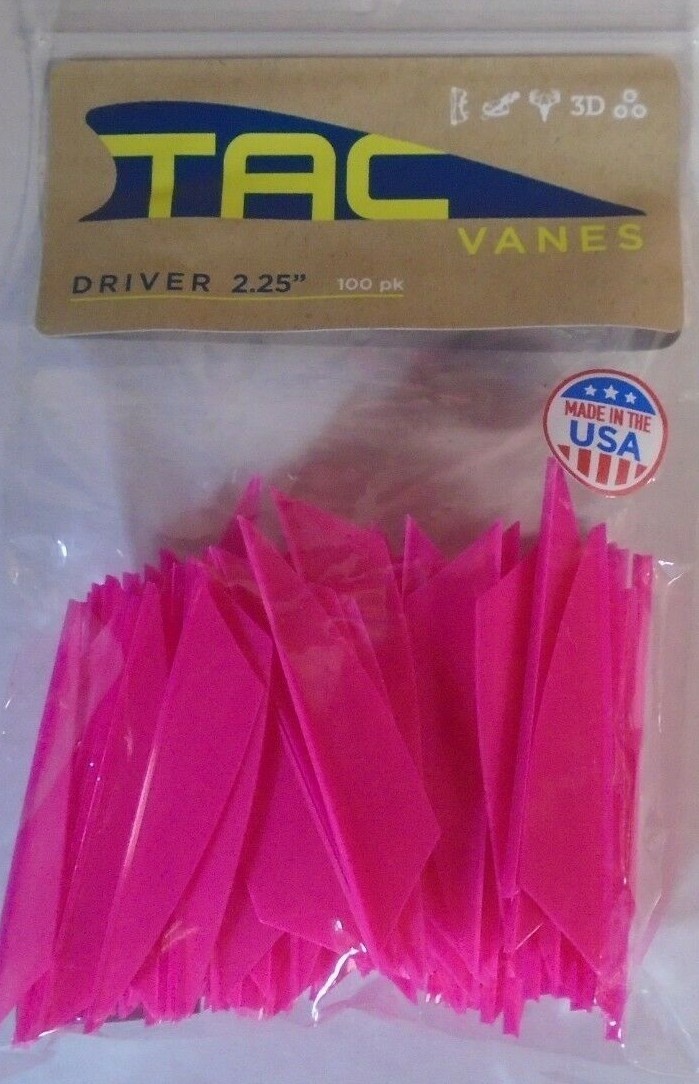 3D
TAC
VANES
DRIVER 2.25” 100 pk
MADE IN THE
USA